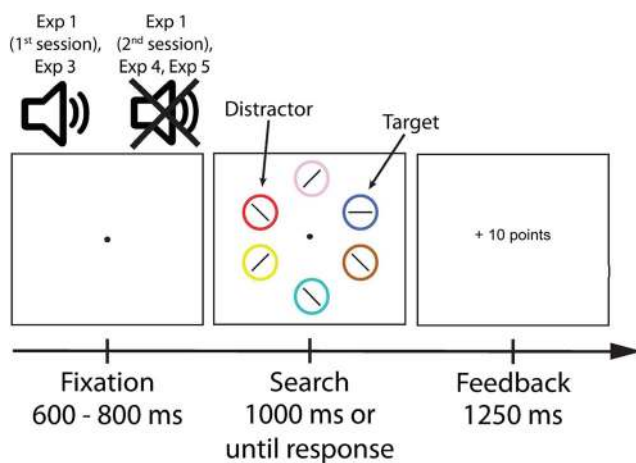 Exp 1
(1st session),
Exp 3
Exp 1
(2nd session)
Exp 4, Exp 5
Distractor
Target
+ 10 points
Fixation
600 - 800 ms
Search
1000 ms or
until response
Feedback
1250 ms